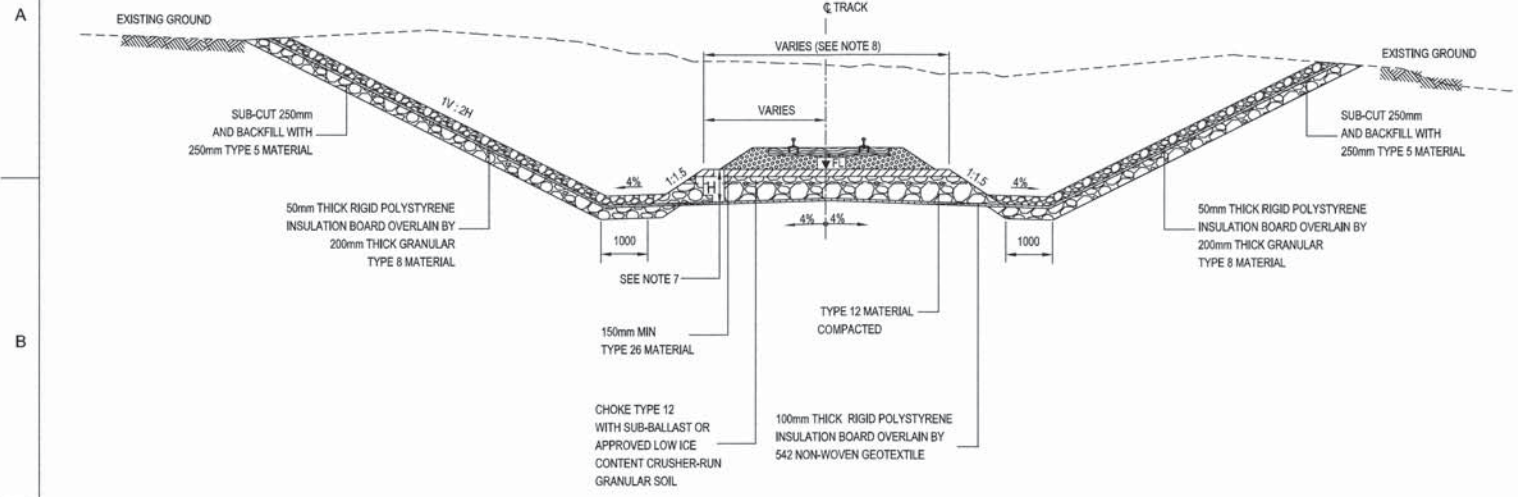 A
℄ TRACK
EXISTING GROUND
VARIES (SEE NOTE 8)
EXISTING GROUND
VARIES
1V : 2H
SUB-CUT 250mm
AND BACKFILL WITH
250mm TYPE 5 MATERIAL
SUB-CUT 250mm
AND BACKFILL WITH
250mm TYPE 5 MATERIAL
FL
4%
1:1.5
H
1:1.5
4%
50mm THICK RIGID POLYSTYRENE
INSULATION BOARD OVERLAIN BY
200mm THICK GRANULAR
TYPE 8 MATERIAL
4%
4%
50mm THICK RIGID POLYSTYRENE
INSULATION BOARD OVERLAIN BY
200mm THICK GRANULAR
TYPE 8 MATERIAL
1000
1000
SEE NOTE 7
TYPE 12 MATERIAL
COMPACTED
150mm MIN
TYPE 26 MATERIAL
B
CHOKE TYPE 12
WITH SUB-BALLAST OR
APPROVED LOW ICE
CONTENT CRUSHER-RUN
GRANULAR SOIL
100mm THICK RIGID POLYSTYRENE
INSULATION BOARD OVERLAIN BY
542 NON-WOVEN GEOTEXTILE